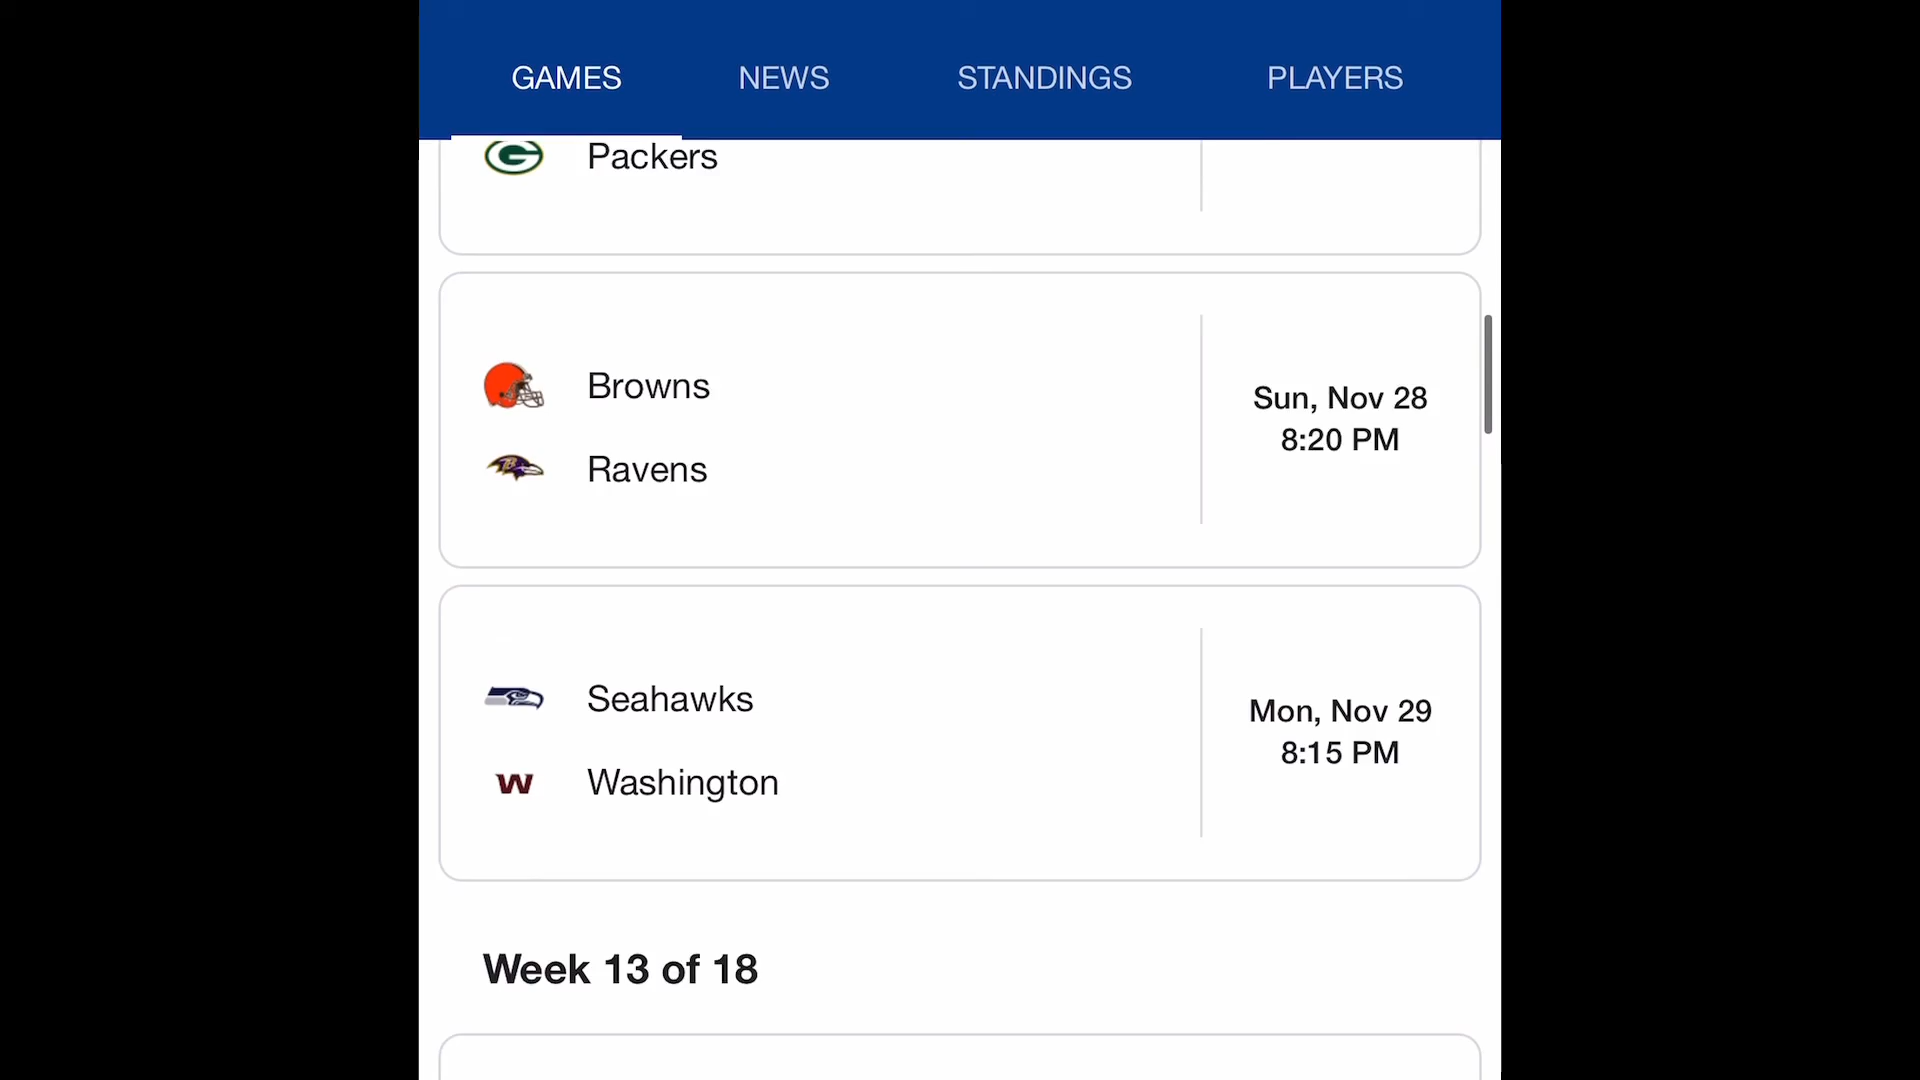 GAMES NEWS STANDINGS PLAYERS
Packers
Browns
Ravens
Sun, Nov 28
8:20 PM
Seahawks
Washington
Mon, Nov 29
8:15 PM
Week 13 of 18